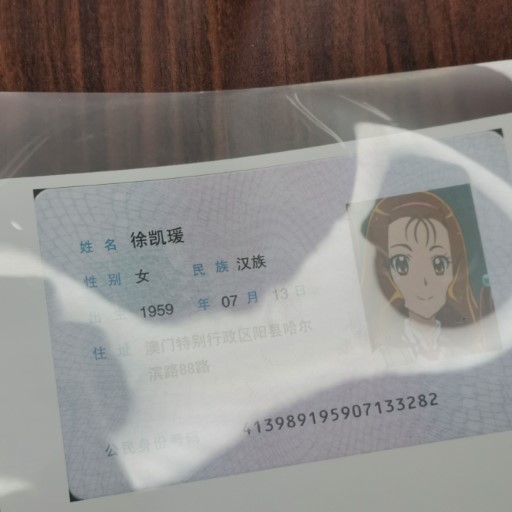 姓名 徐凯瑗
性别 女 民族 汉族
出生 1959 年 07 月 13 日
住址 澳门特别行政区阳县哈尔
滨路88路
公民身份号码 413989195907133282